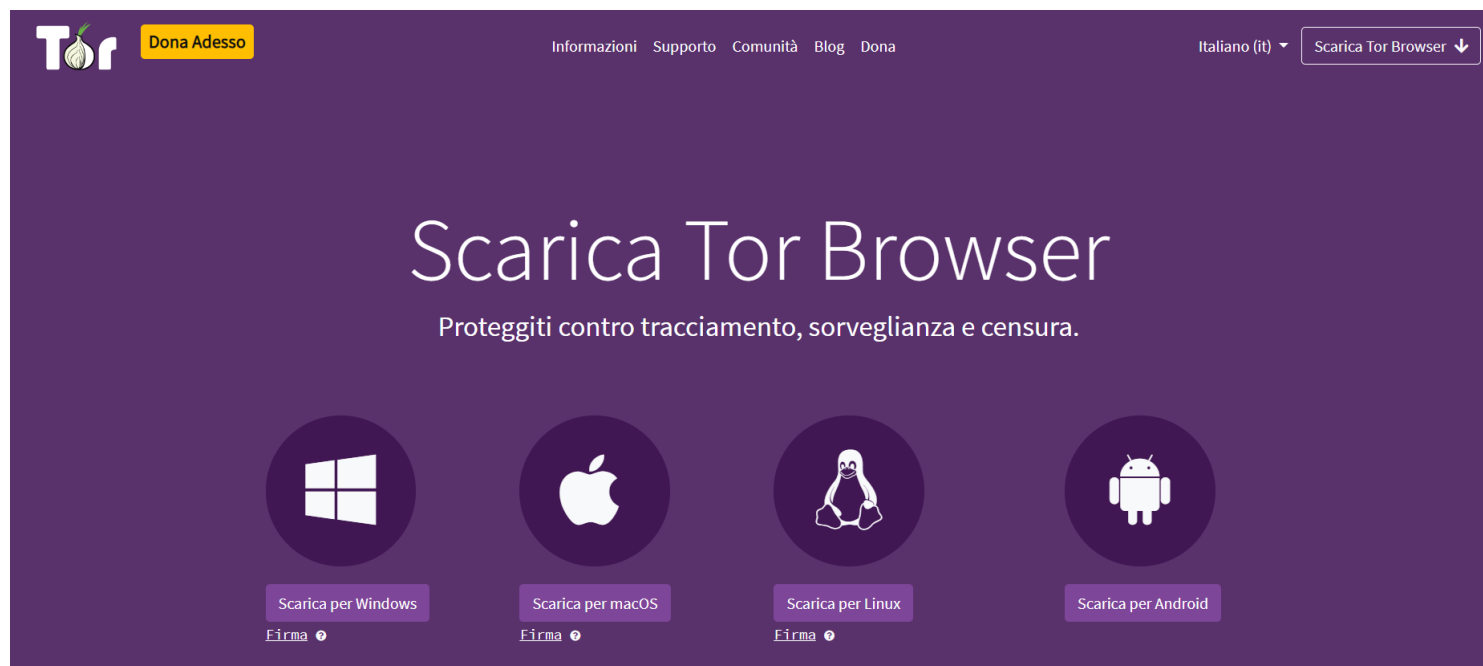 Tor
Dona Adesso
Informazioni Supporto Comunità Blog Dona
Italiano (it)
Scarica Tor Browser
Scarica Tor Browser
Proteggiti contro tracciamento, sorveglianza e censura.
Scarica per Windows
Scarica per macOS
Scarica per Linux
Scarica per Android
Firma ?
Firma ?
Firma ?